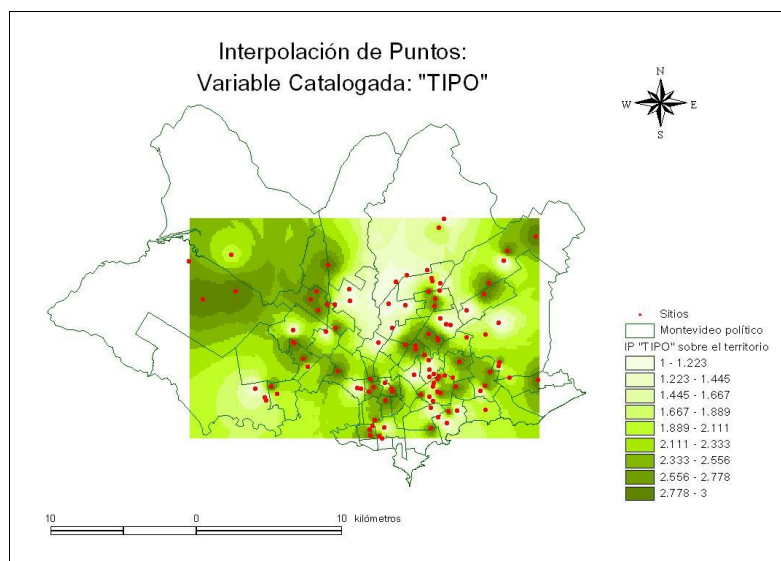 Interpolación de Puntos:
Variable Catalogada: "TIPO"
N
W E
S
Sitios
Montevideo político
IP "TIPO" sobre el territorio
1 - 1.223
1.223 - 1.445
1.445 - 1.667
1.667 - 1.889
1.889 - 2.111
2.111 - 2.333
2.333 - 2.556
2.556 - 2.778
2.778 - 3
10 0 10 kilómetros